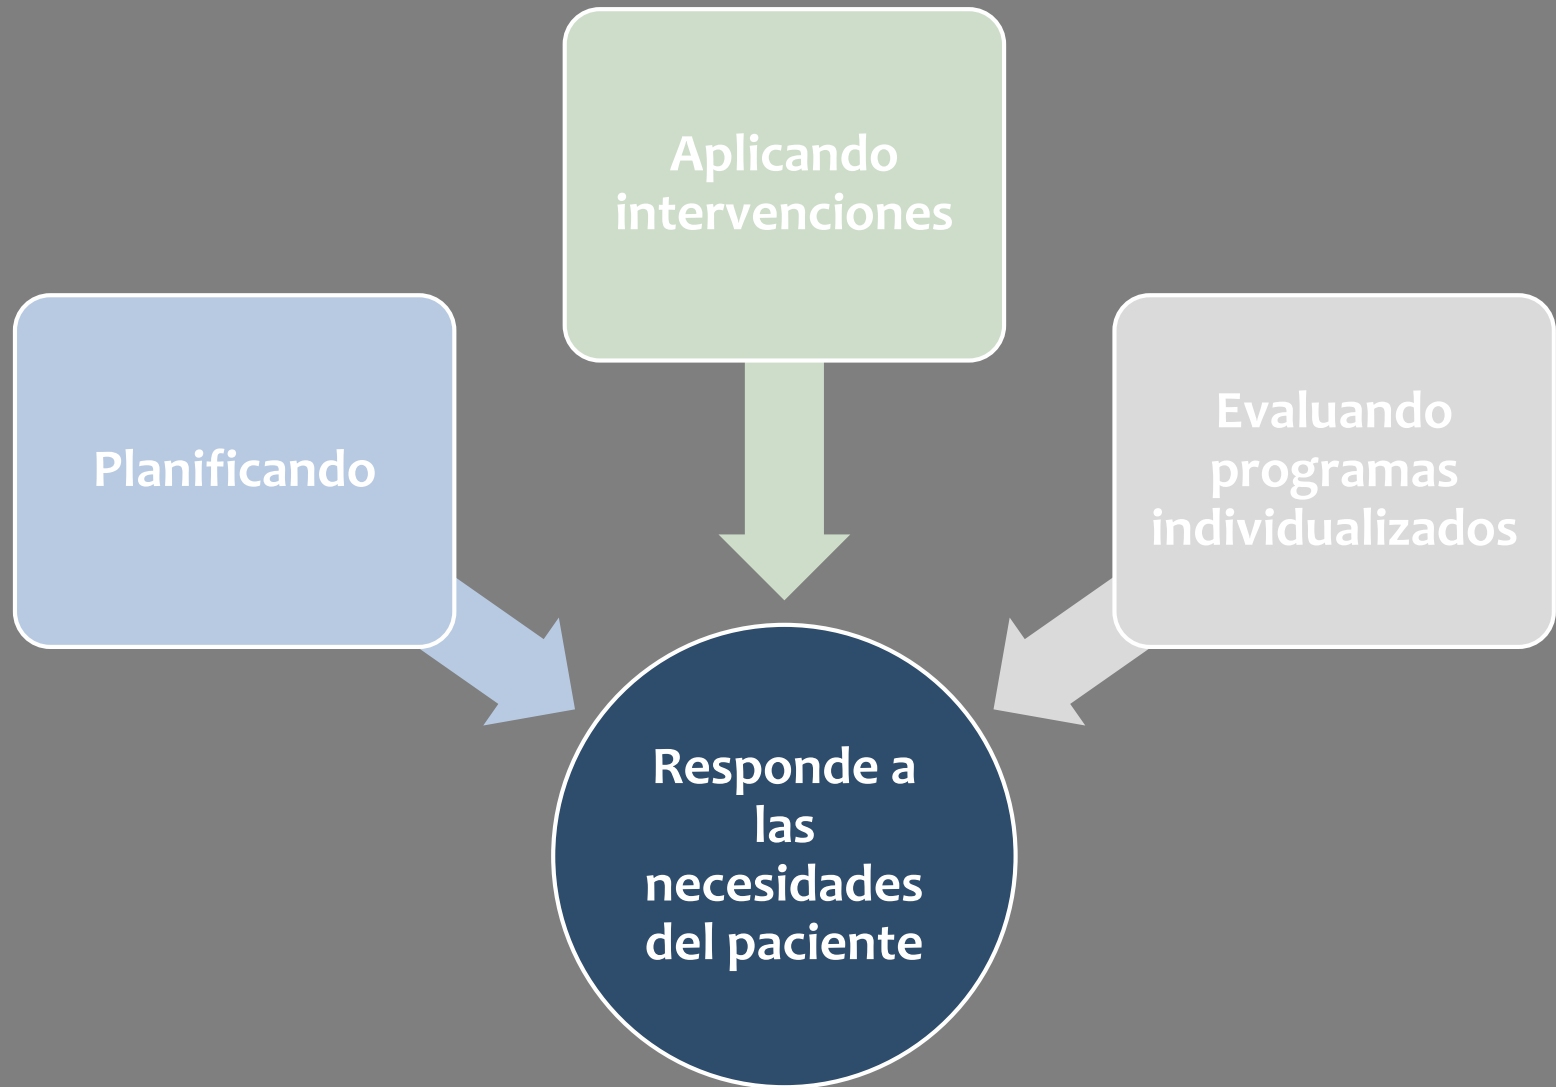 Aplicando
intervenciones
Planificando
Evaluando
programas
individualizados
Responde a
las
necesidades
del paciente